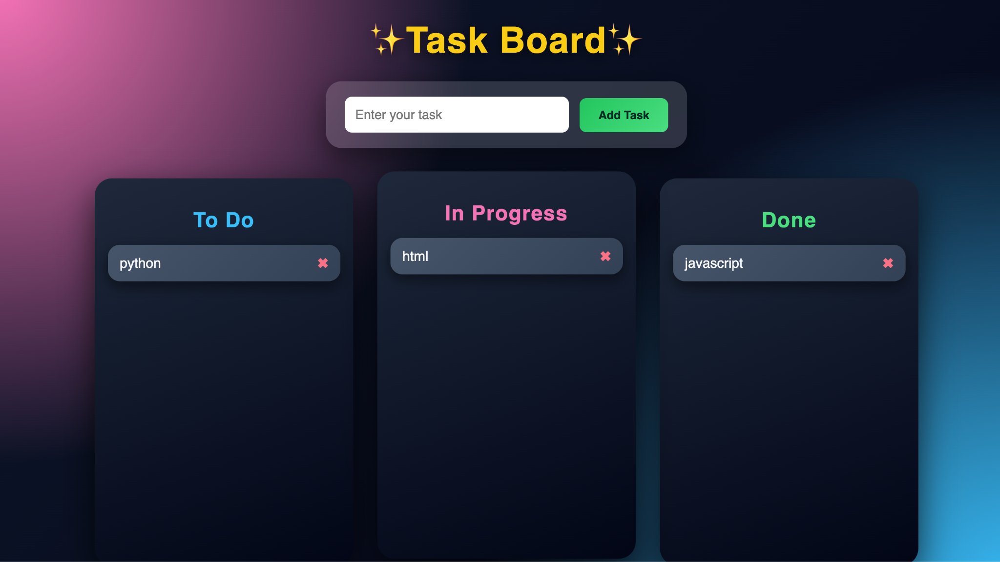 ✨Task Board✨
Enter your task
Add Task
To Do
python ✖
In Progress
html ✖
Done
javascript ✖